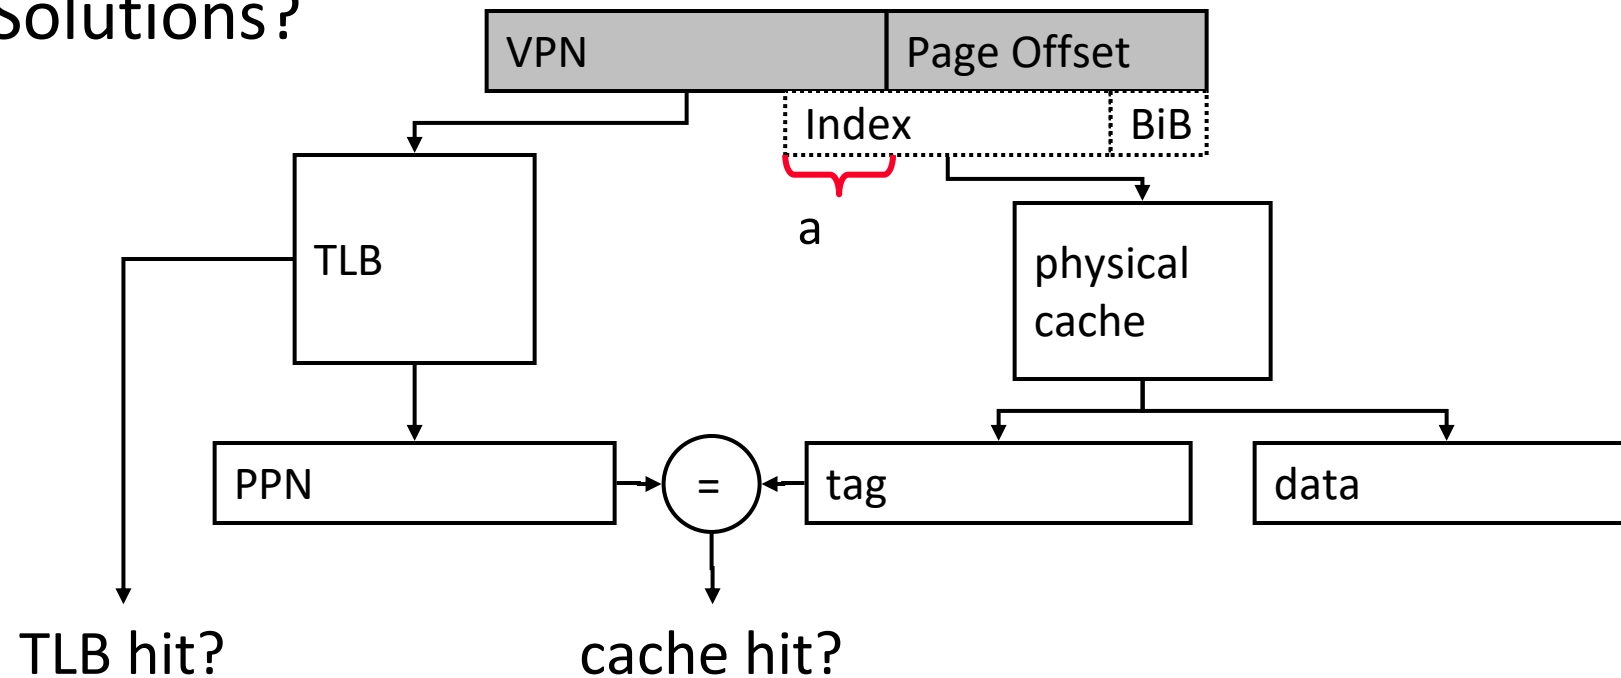 Solutions?
VPN
Page Offset
Index
BiB
a
TLB
physical
cache
PPN
=
tag
data
TLB hit?
cache hit?